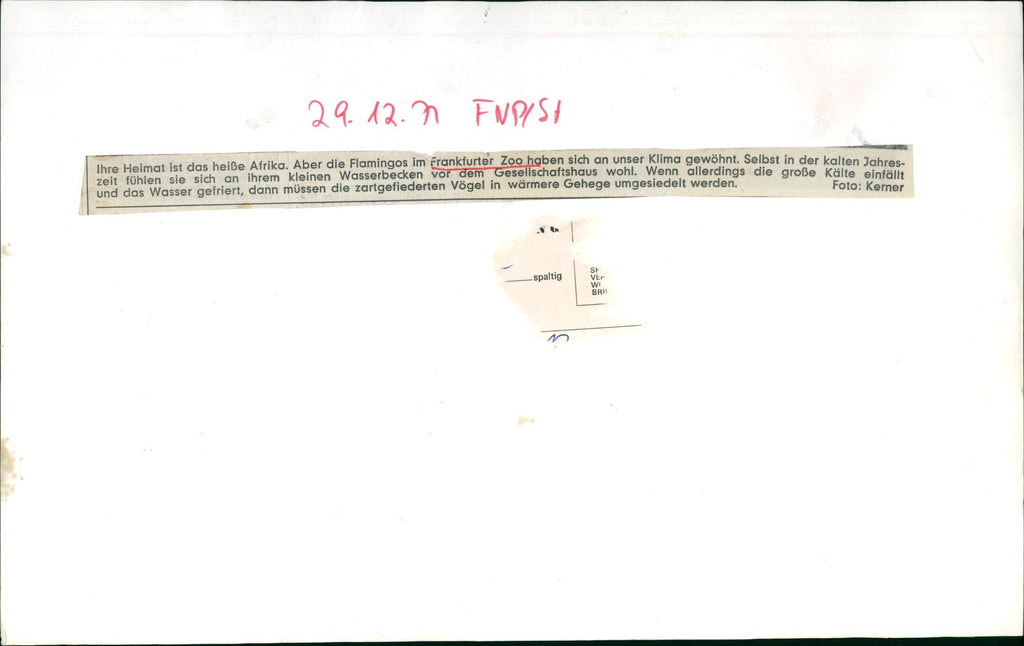 29.12.71 FNP/St
Ihre Heimat ist das heiße Afrika. Aber die Flamingos im Frankfurter Zoo haben sich an unser Klima gewöhnt. Selbst in der kalten Jahres-
zeit fühlen sie sich an ihrem kleinen Wasserbecken vor dem Gesellschaftshaus wohl. Wenn allerdings die große Kälte einfällt
und das Wasser gefriert, dann müssen die zartgefiederten Vögel in wärmere Gehege umgesiedelt werden. Foto: Kerner
spaltig